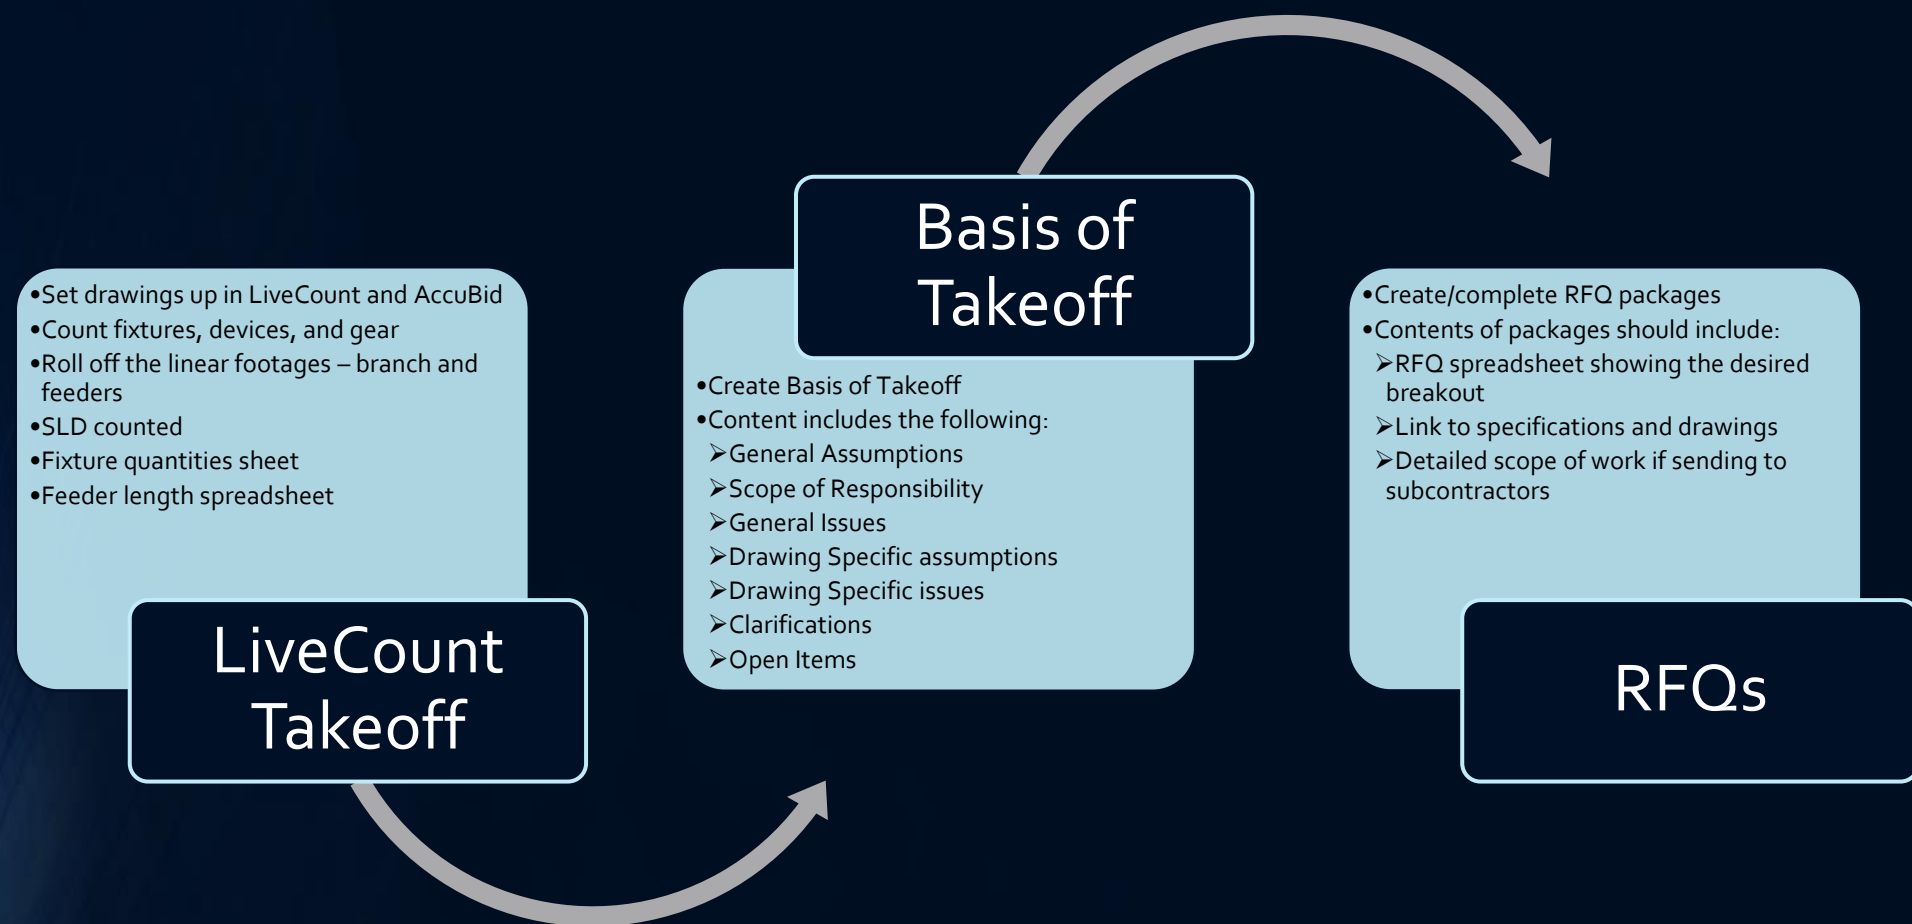 •Set drawings up in LiveCount and AccuBid
•Count fixtures, devices, and gear
•Roll off the linear footages – branch and
feeders
•SLD counted
•Fixture quantities sheet
•Feeder length spreadsheet
LiveCount
Takeoff
Basis of
Takeoff
•Create Basis of Takeoff
•Content includes the following:
➢General Assumptions
➢Scope of Responsibility
➢General Issues
➢Drawing Specific assumptions
➢Drawing Specific issues
➢Clarifications
➢Open Items
•Create/complete RFQ packages
•Contents of packages should include:
➢RFQ spreadsheet showing the desired
breakout
➢Link to specifications and drawings
➢Detailed scope of work if sending to
subcontractors
RFQs